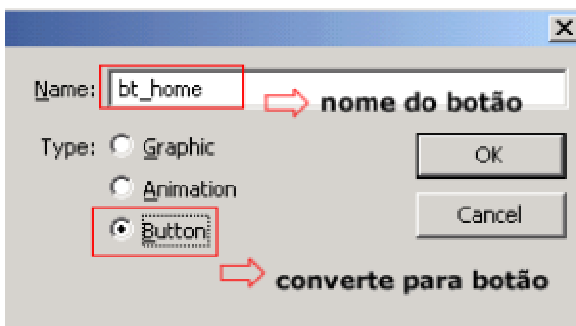 Name: bt_home
nome do botão
Type: Graphic
OK
Animation
Cancel
Button
converte para botão